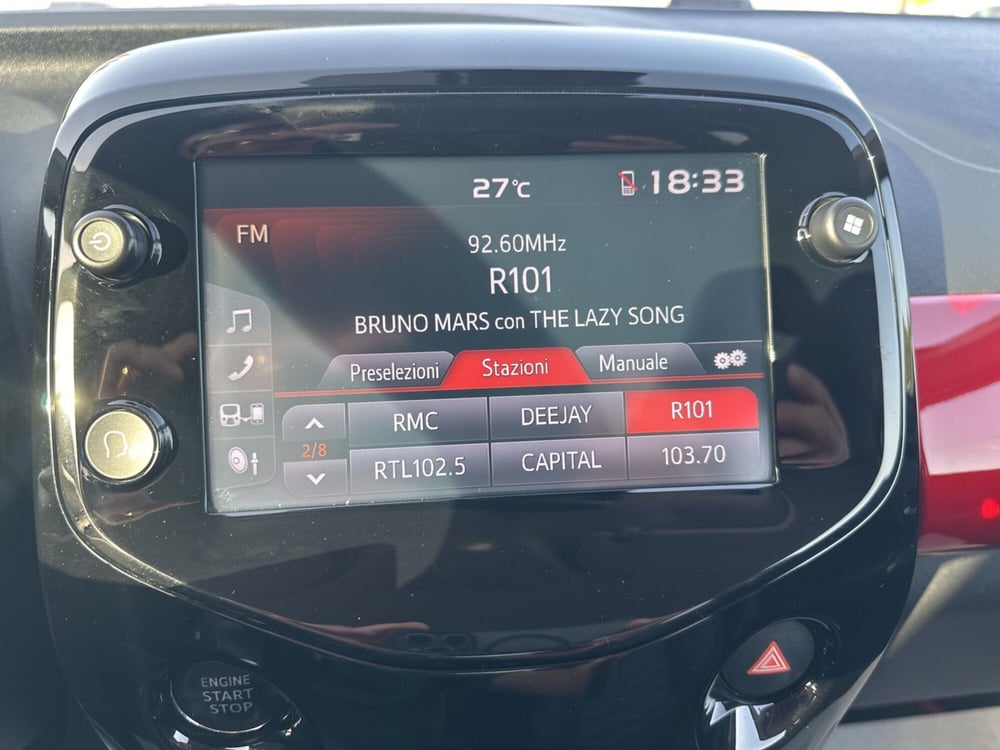 27°C
18:33
FM
92.60MHz
R101
BRUNO MARS con THE LAZY SONG
Preselezioni
Stazioni
Manuale
RMC
DEEJAY
R101
2/8
RTL102.5
CAPITAL
103.70
ENGINE
START
STOP